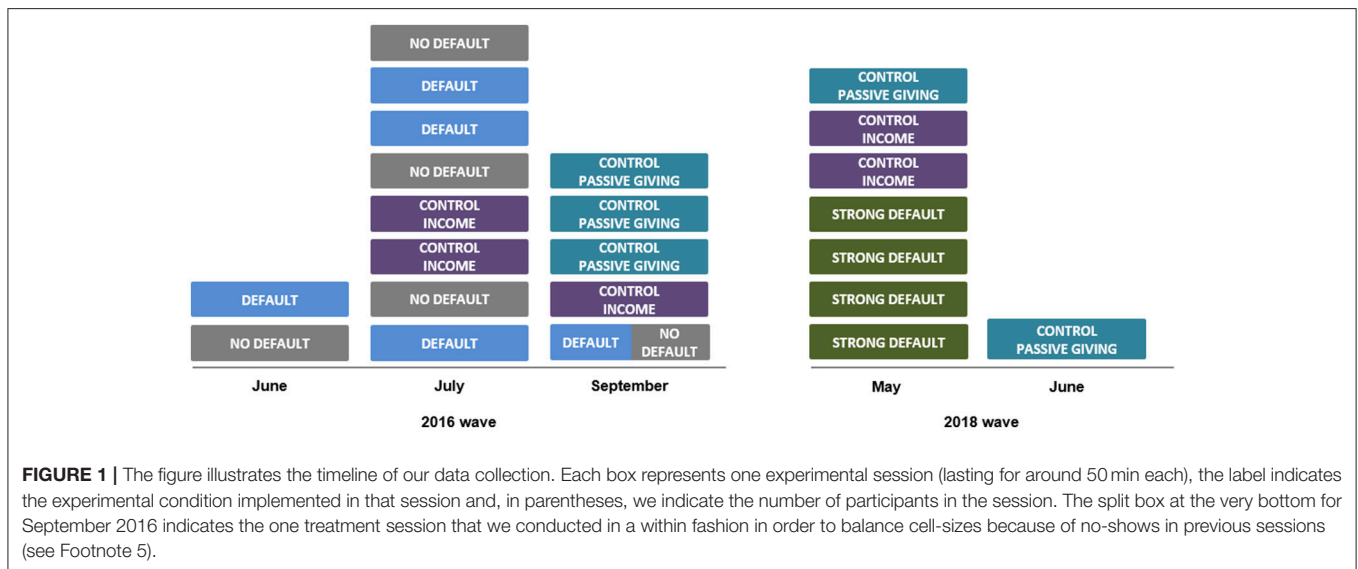 NO DEFAULT
DEFAULT
DEFAULT
NO DEFAULT
CONTROL
INCOME
CONTROL
INCOME
DEFAULT
NO DEFAULT
NO DEFAULT
DEFAULT
CONTROL
PASSIVE GIVING
CONTROL
PASSIVE GIVING
CONTROL
PASSIVE GIVING
CONTROL
INCOME
DEFAULT
NO
DEFAULT
June
July
September
2016 wave
CONTROL
PASSIVE GIVING
CONTROL
INCOME
CONTROL
INCOME
STRONG DEFAULT
STRONG DEFAULT
STRONG DEFAULT
STRONG DEFAULT
CONTROL
PASSIVE GIVING
May
June
2018 wave
FIGURE 1 | The figure illustrates the timeline of our data collection. Each box represents one experimental session (lasting for around 50 min each), the label indicates
the experimental condition implemented in that session and, in parentheses, we indicate the number of participants in the session. The split box at the very bottom for
September 2016 indicates the one treatment session that we conducted in a within fashion in order to balance cell-sizes because of no-shows in previous sessions
(see Footnote 5).